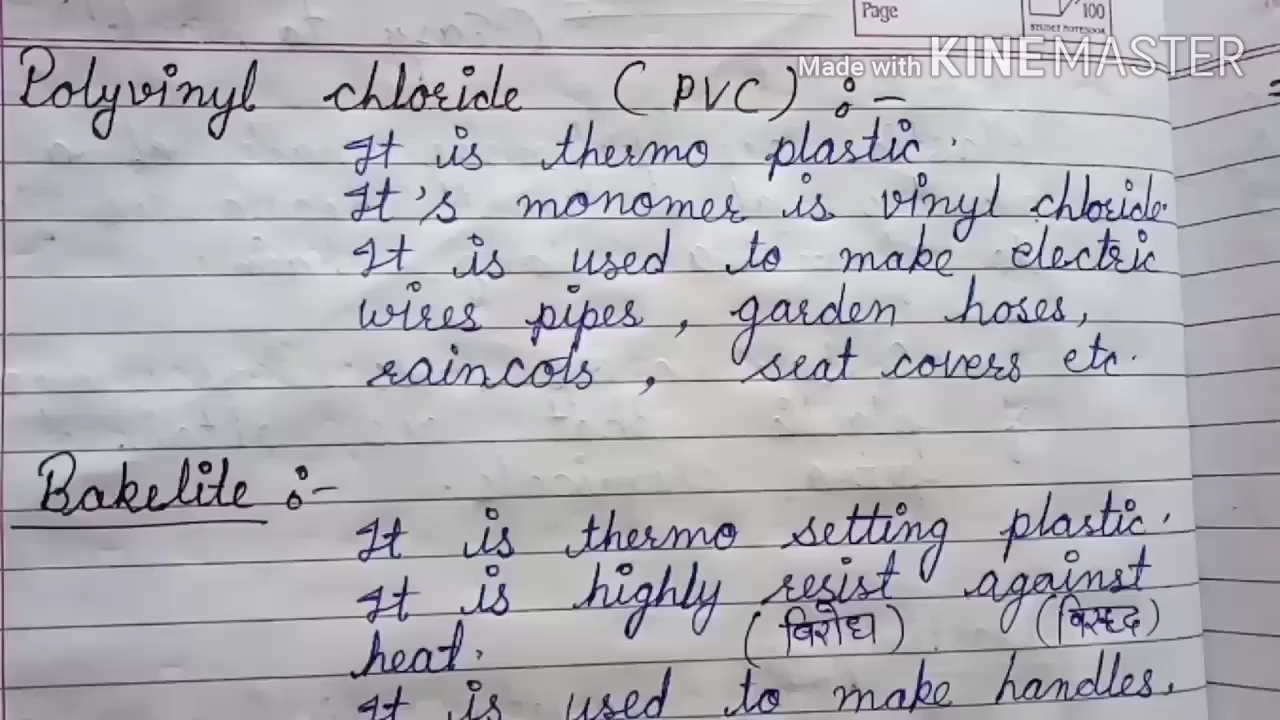 Page
100
STUDENT NOTEBOOK
Made with KINEMASTER
Polyvinyl chloride (PVC) :-
It is thermo plastic.
It's monomer is vinyl chloride.
It is used to make electric
wires pipes, garden hoses,
raincots, seat covers etc.
Bakelite :-
It is thermo setting plastic.
It is highly resist against
(विरोध) (विरुद्द)
heat.
It is used to make handles,